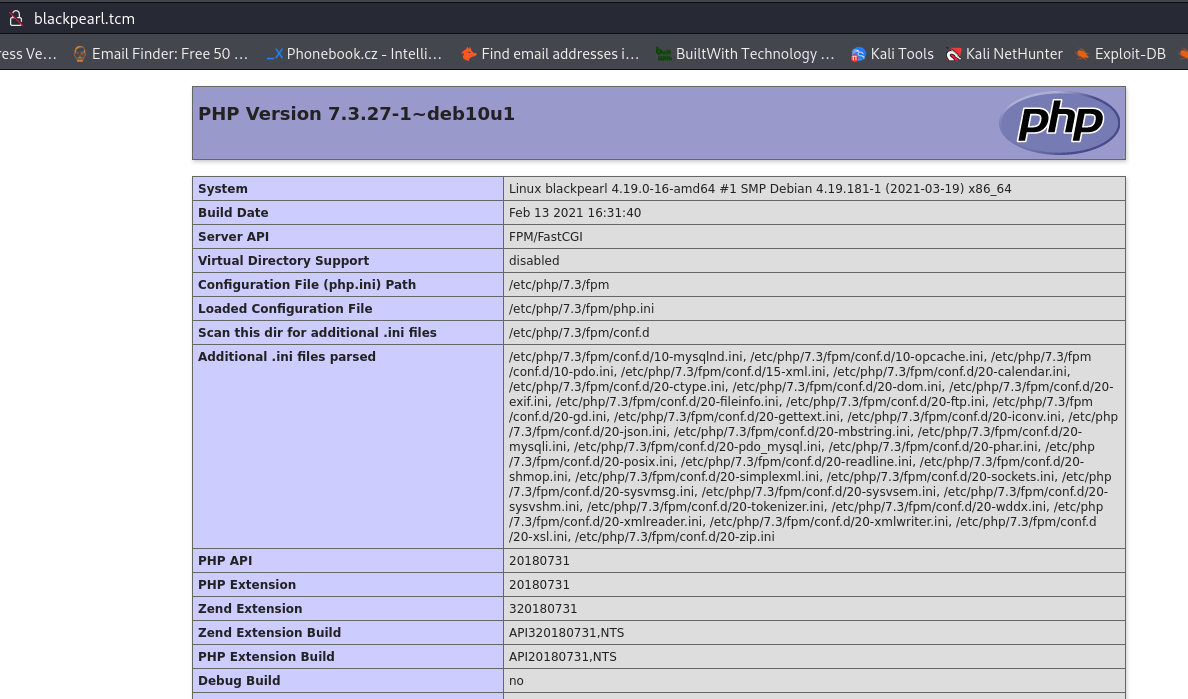 blackpearl.tcm
ress Ve… Email Finder: Free 50 … Phonebook.cz - Intelli… Find email addresses i… BuiltWith Technology … Kali Tools Kali NetHunter Exploit-DB
PHP Version 7.3.27-1~deb10u1 php
System Linux blackpearl 4.19.0-16-amd64 #1 SMP Debian 4.19.181-1 (2021-03-19) x86_64
Build Date Feb 13 2021 16:31:40
Server API FPM/FastCGI
Virtual Directory Support disabled
Configuration File (php.ini) Path /etc/php/7.3/fpm
Loaded Configuration File /etc/php/7.3/fpm/php.ini
Scan this dir for additional .ini files /etc/php/7.3/fpm/conf.d
Additional .ini files parsed /etc/php/7.3/fpm/conf.d/10-mysqlnd.ini, /etc/php/7.3/fpm/conf.d/10-opcache.ini, /etc/php/7.3/fpm
/conf.d/10-pdo.ini, /etc/php/7.3/fpm/conf.d/15-xml.ini, /etc/php/7.3/fpm/conf.d/20-calendar.ini,
/etc/php/7.3/fpm/conf.d/20-ctype.ini, /etc/php/7.3/fpm/conf.d/20-dom.ini, /etc/php/7.3/fpm/conf.d/20-
exif.ini, /etc/php/7.3/fpm/conf.d/20-fileinfo.ini, /etc/php/7.3/fpm/conf.d/20-ftp.ini, /etc/php/7.3/fpm
/conf.d/20-gd.ini, /etc/php/7.3/fpm/conf.d/20-gettext.ini, /etc/php/7.3/fpm/conf.d/20-iconv.ini, /etc/php
/7.3/fpm/conf.d/20-json.ini, /etc/php/7.3/fpm/conf.d/20-mbstring.ini, /etc/php/7.3/fpm/conf.d/20-
mysqli.ini, /etc/php/7.3/fpm/conf.d/20-pdo_mysql.ini, /etc/php/7.3/fpm/conf.d/20-phar.ini, /etc/php
/7.3/fpm/conf.d/20-posix.ini, /etc/php/7.3/fpm/conf.d/20-readline.ini, /etc/php/7.3/fpm/conf.d/20-
shmop.ini, /etc/php/7.3/fpm/conf.d/20-simplexml.ini, /etc/php/7.3/fpm/conf.d/20-sockets.ini, /etc/php
/7.3/fpm/conf.d/20-sysvmsg.ini, /etc/php/7.3/fpm/conf.d/20-sysvsem.ini, /etc/php/7.3/fpm/conf.d/20-
sysvshm.ini, /etc/php/7.3/fpm/conf.d/20-tokenizer.ini, /etc/php/7.3/fpm/conf.d/20-wddx.ini, /etc/php
/7.3/fpm/conf.d/20-xmlreader.ini, /etc/php/7.3/fpm/conf.d/20-xmlwriter.ini, /etc/php/7.3/fpm/conf.d
/20-xsl.ini, /etc/php/7.3/fpm/conf.d/20-zip.ini
PHP API 20180731
PHP Extension 20180731
Zend Extension 320180731
Zend Extension Build API320180731,NTS
PHP Extension Build API20180731,NTS
Debug Build no